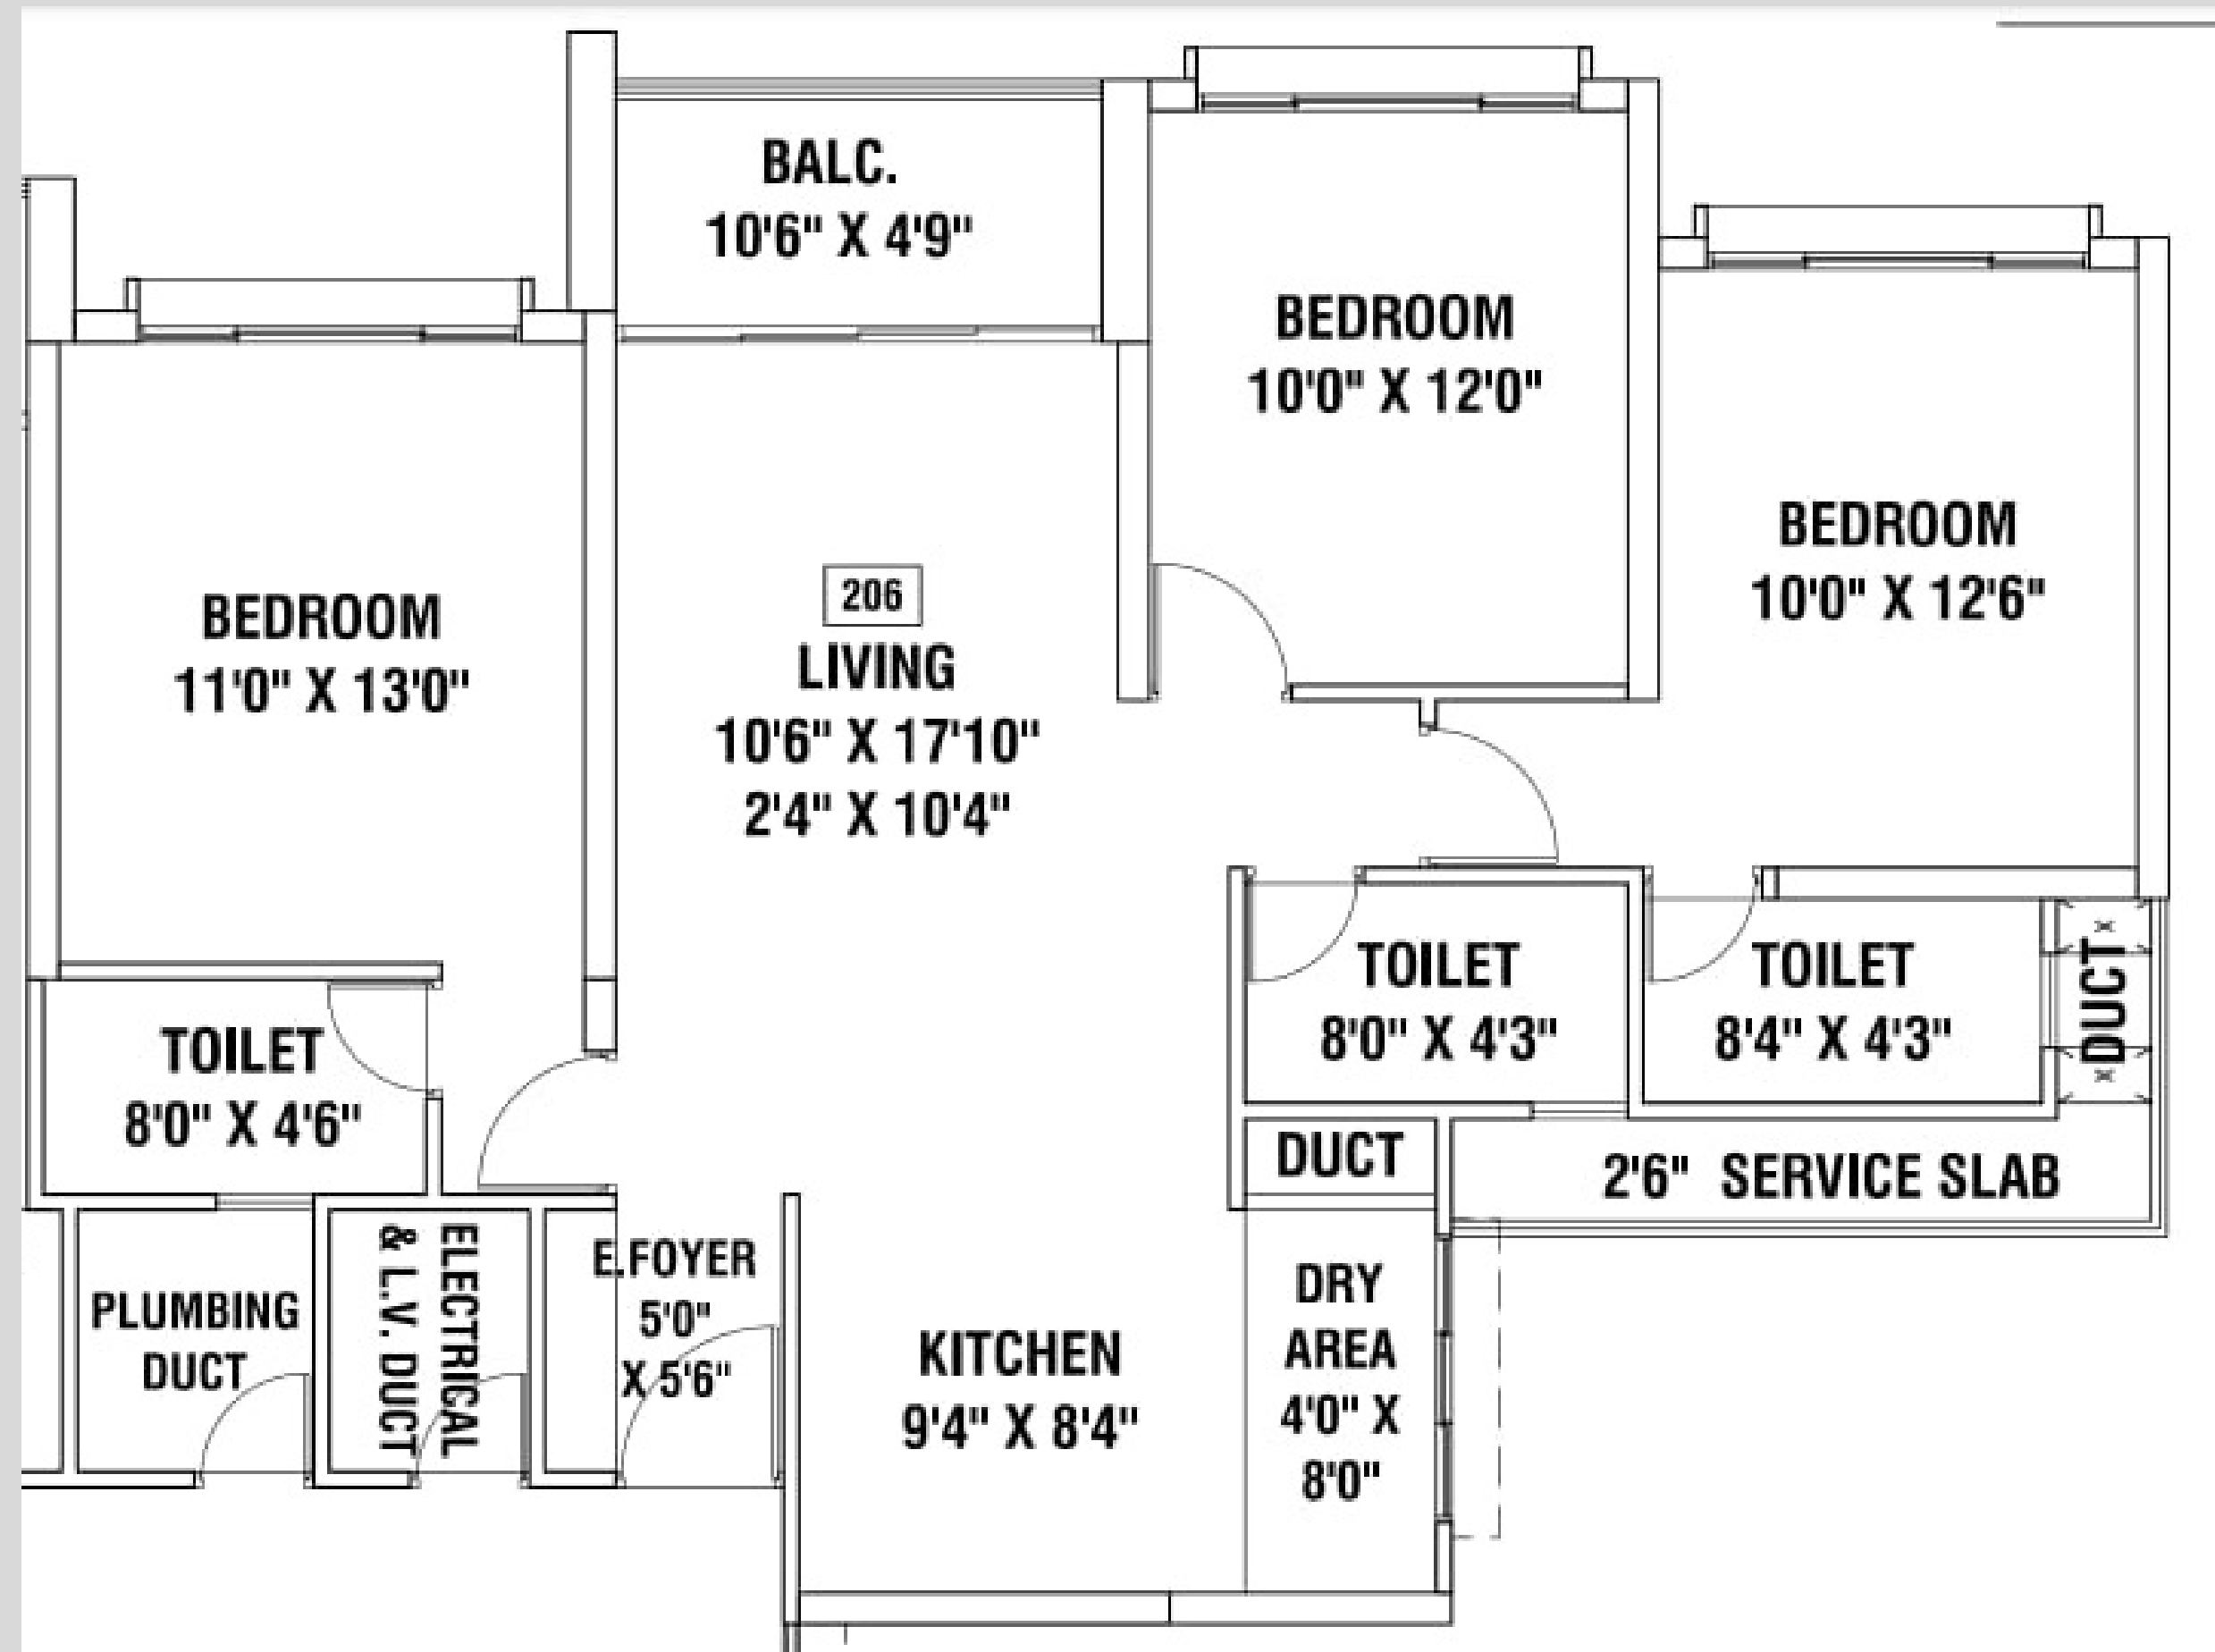 BALC.
10'6" X 4'9"
BEDROOM
10'0" X 12'0"
BEDROOM
10'0" X 12'6"
BEDROOM
11'0" X 13'0"
206
LIVING
10'6" X 17'10"
2'4" X 10'4"
TOILET
8'0" X 4'3"
TOILET
8'4" X 4'3"
DUCT
TOILET
8'0" X 4'6"
DUCT
2'6" SERVICE SLAB
PLUMBING
DUCT
ELECTRICAL
& L.V. DUCT
E.FOYER
5'0"
X 5'6"
KITCHEN
9'4" X 8'4"
DRY
AREA
4'0" X
8'0"